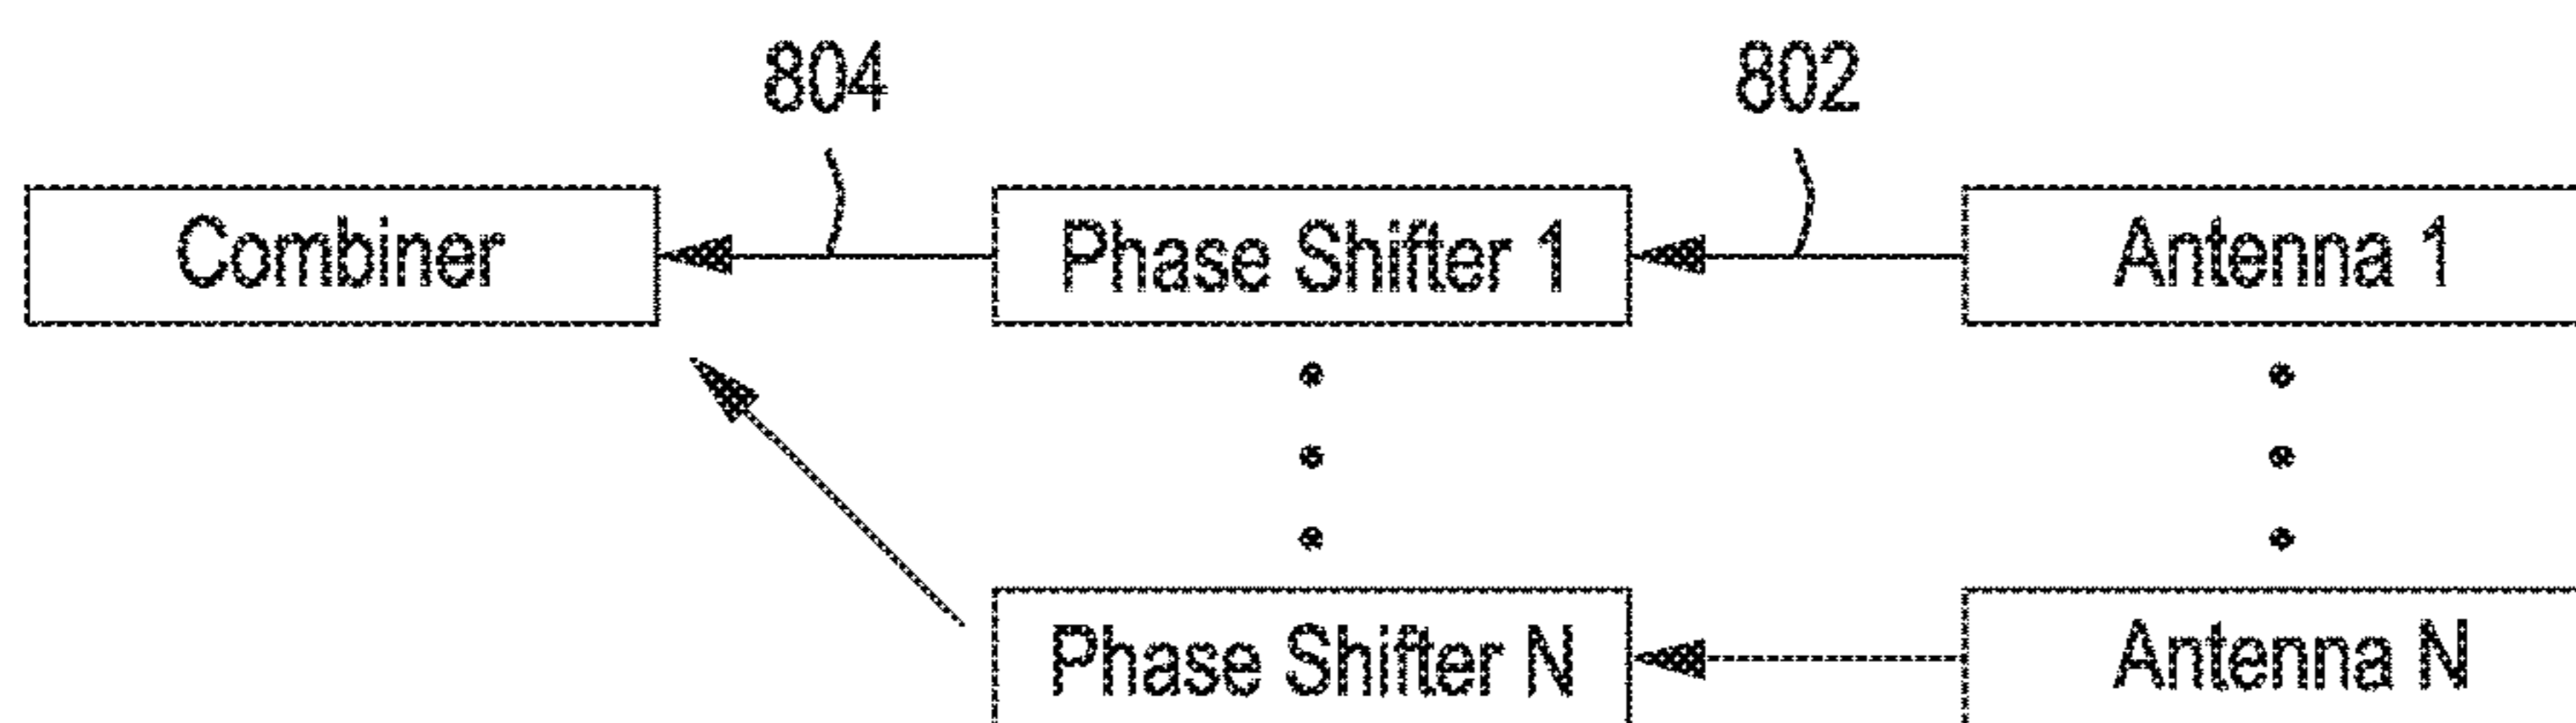 804 802
Combiner Phase Shifter 1 Antenna 1
Phase Shifter N Antenna N